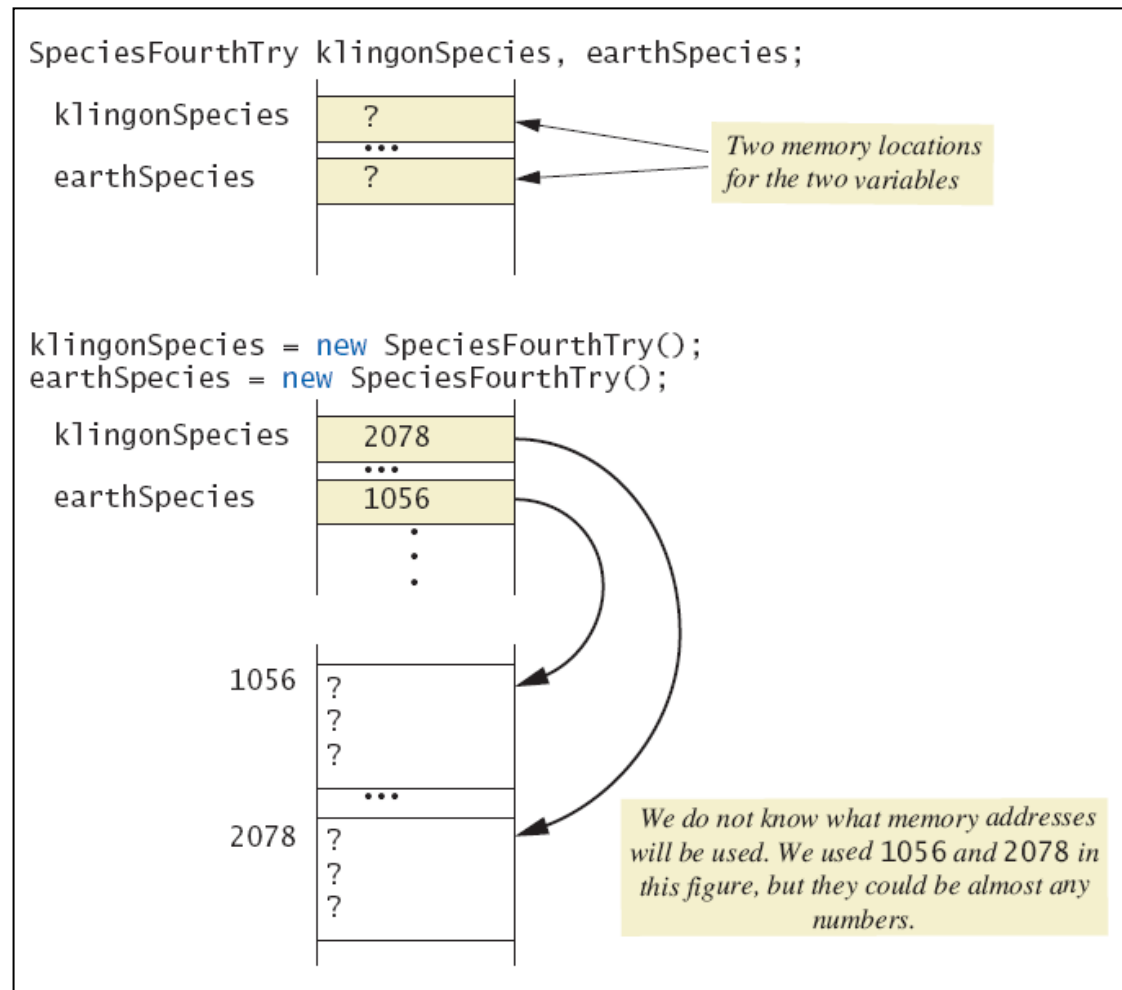 SpeciesFourthTry klingonSpecies, earthSpecies;
klingonSpecies ?
•••
earthSpecies ?
Two memory locations
for the two variables
klingonSpecies = new SpeciesFourthTry();
earthSpecies = new SpeciesFourthTry();
klingonSpecies 2078
•••
earthSpecies 1056
•
•
•
1056 ?
?
?
•••
2078 ?
?
?
We do not know what memory addresses
will be used. We used 1056 and 2078 in
this figure, but they could be almost any
numbers.